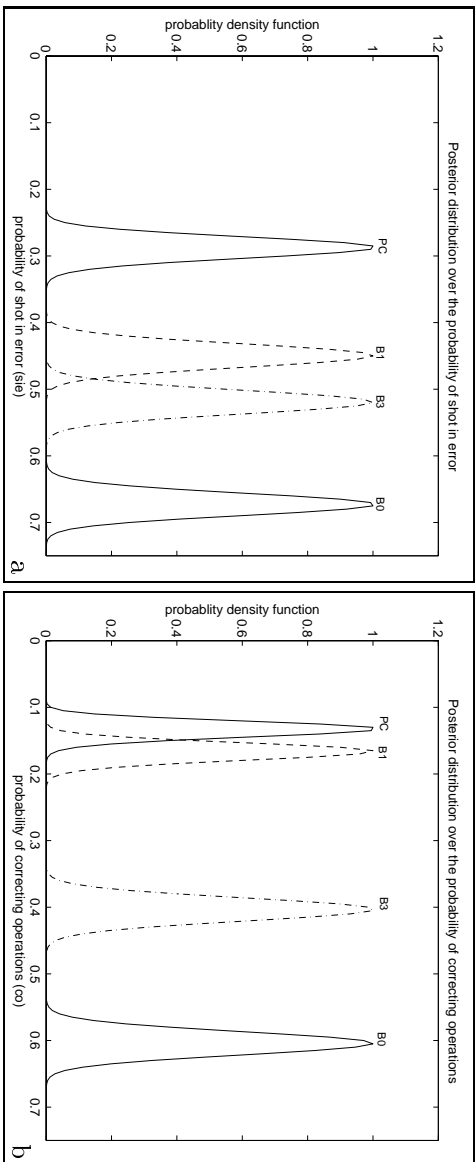 Posterior distribution over the probability of shot in error
probablity density function
1.2
1
0.8
0.6
0.4
0.2
0
PC
B1
B3
B0
0
0.1
0.2
0.3
0.4
0.5
0.6
0.7
probability of shot in error (sie)
a
Posterior distribution over the probability of correcting operations
probablity density function
1.2
1
0.8
0.6
0.4
0.2
0
PC
B1
B3
B0
0
0.1
0.2
0.3
0.4
0.5
0.6
0.7
probability of correcting operations (co)
b